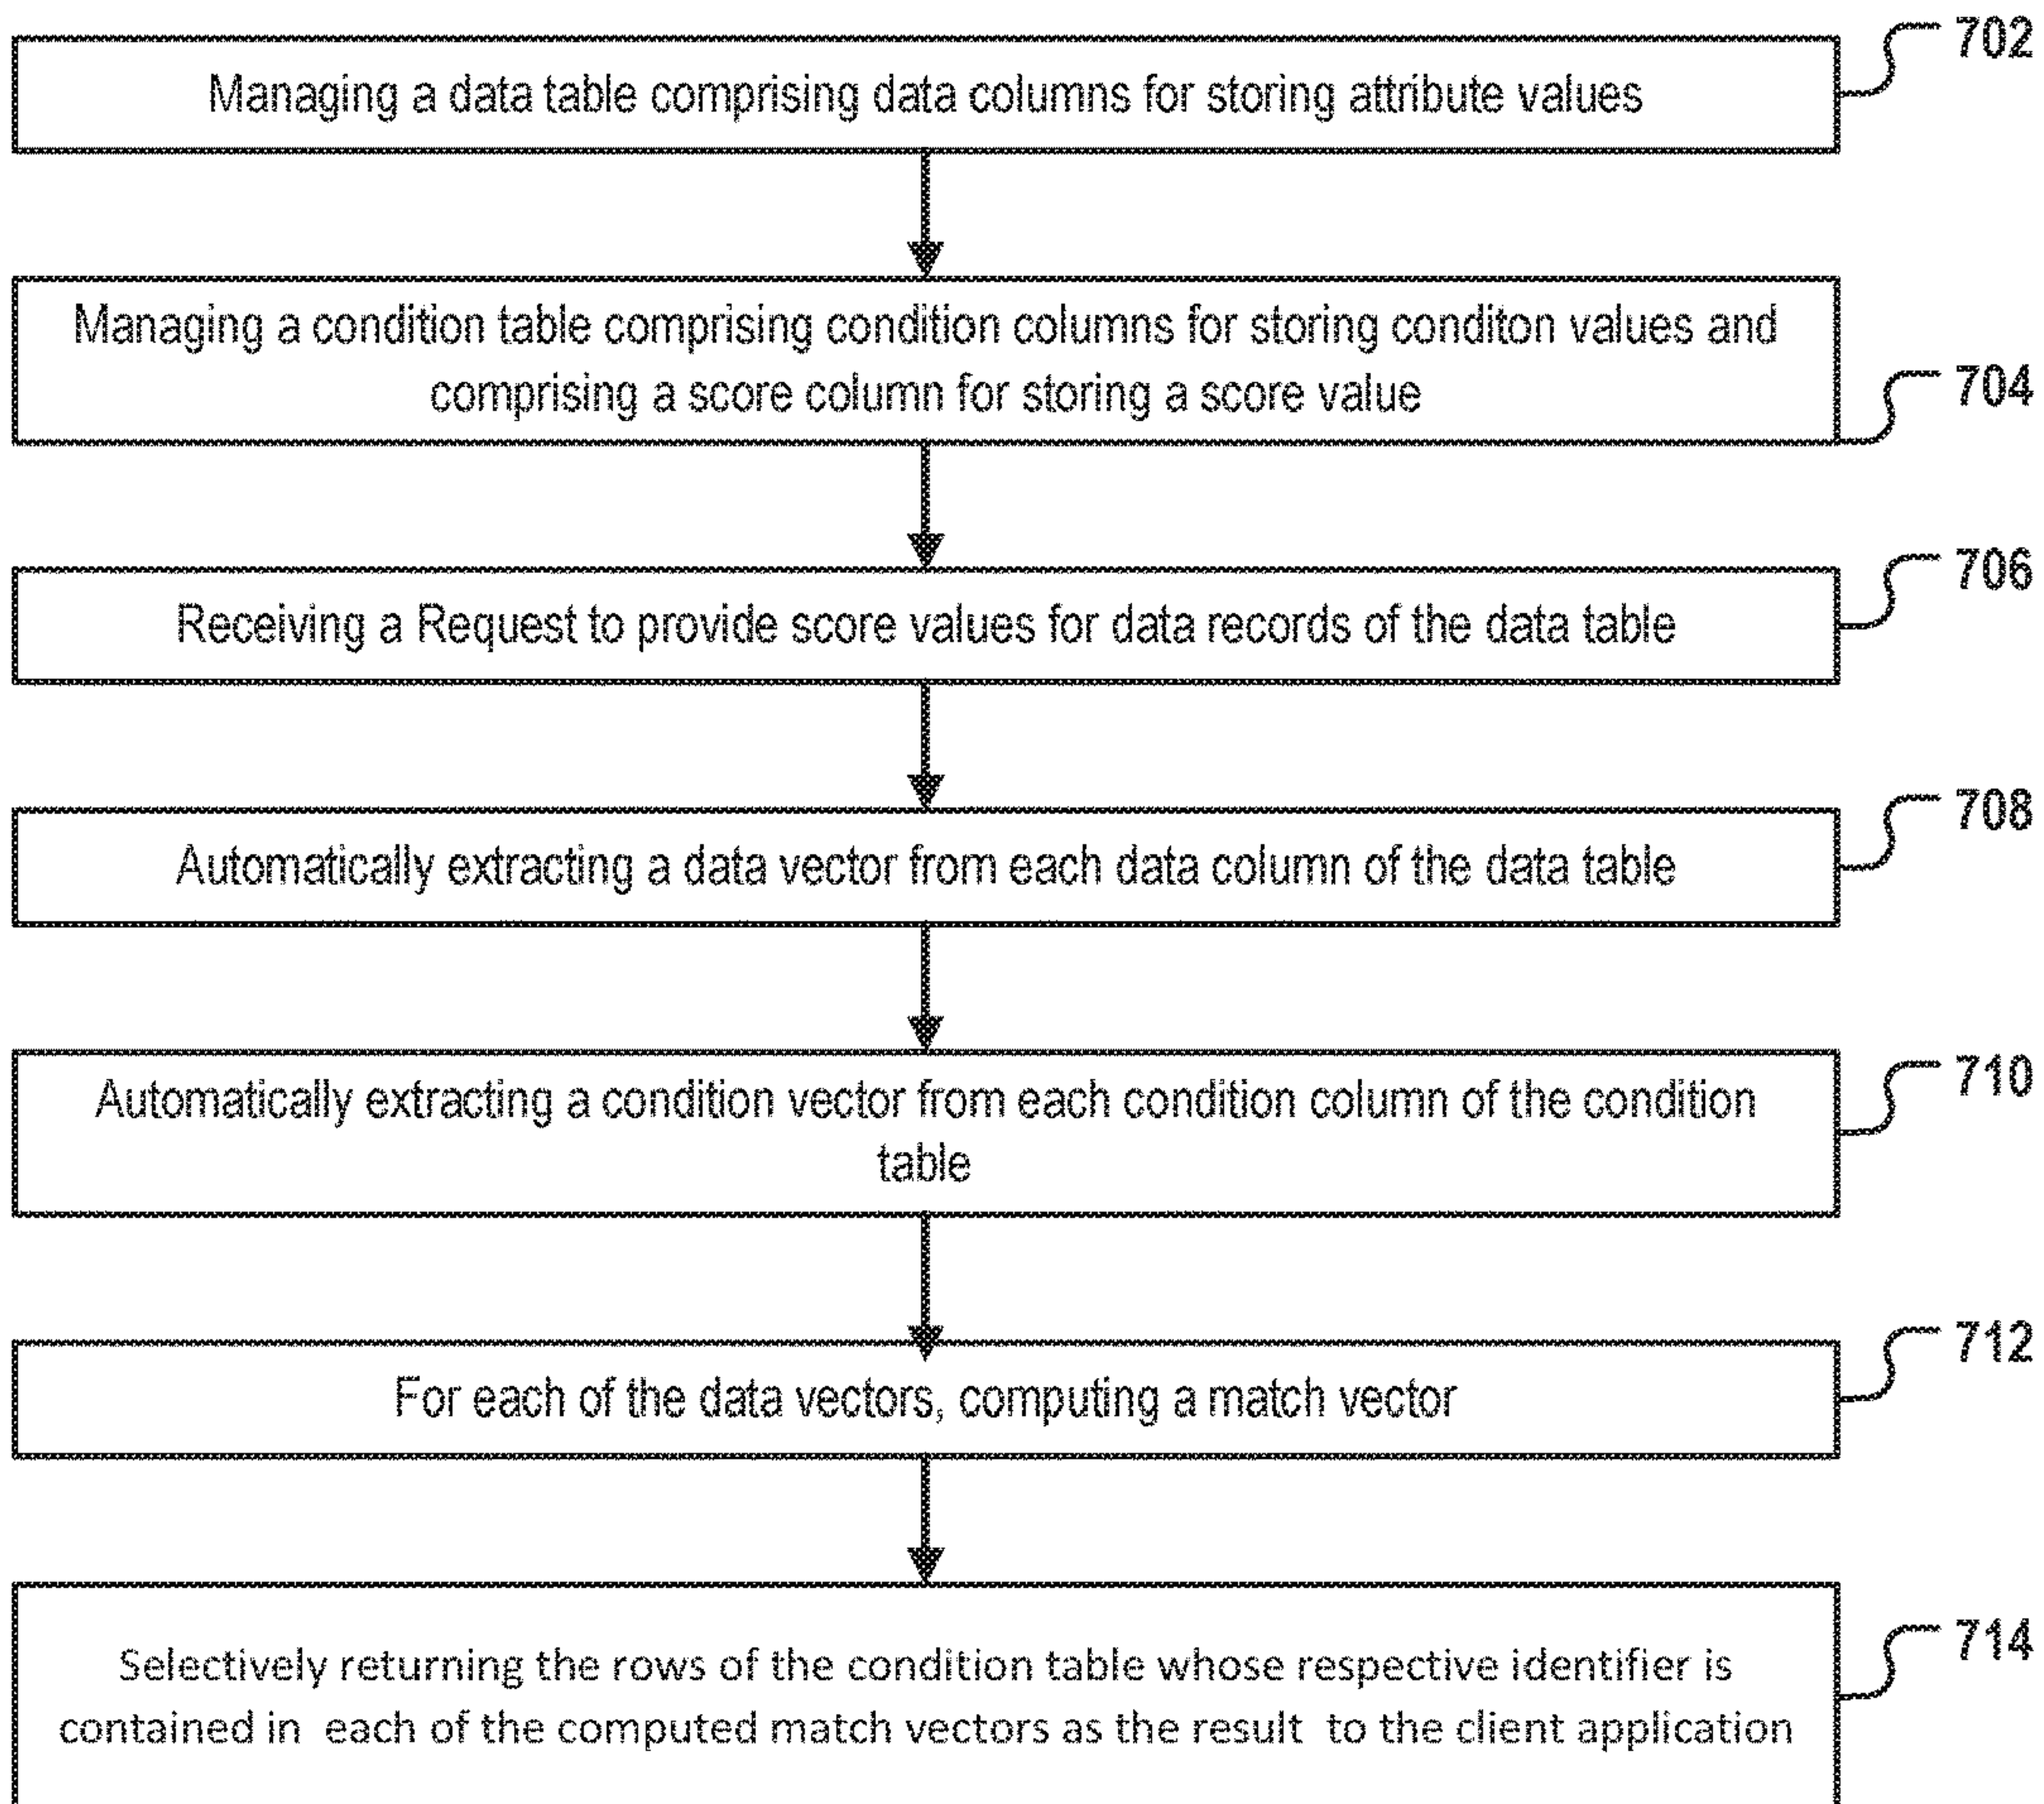 702
Managing a data table comprising data columns for storing attribute values
Managing a condition table comprising condition columns for storing conditon values and
comprising a score column for storing a score value
704
706
Receiving a Request to provide score values for data records of the data table
708
Automatically extracting a data vector from each data column of the data table
710
Automatically extracting a condition vector from each condition column of the condition
table
712
For each of the data vectors, computing a match vector
714
Selectively returning the rows of the condition table whose respective identifier is
contained in each of the computed match vectors as the result to the client application